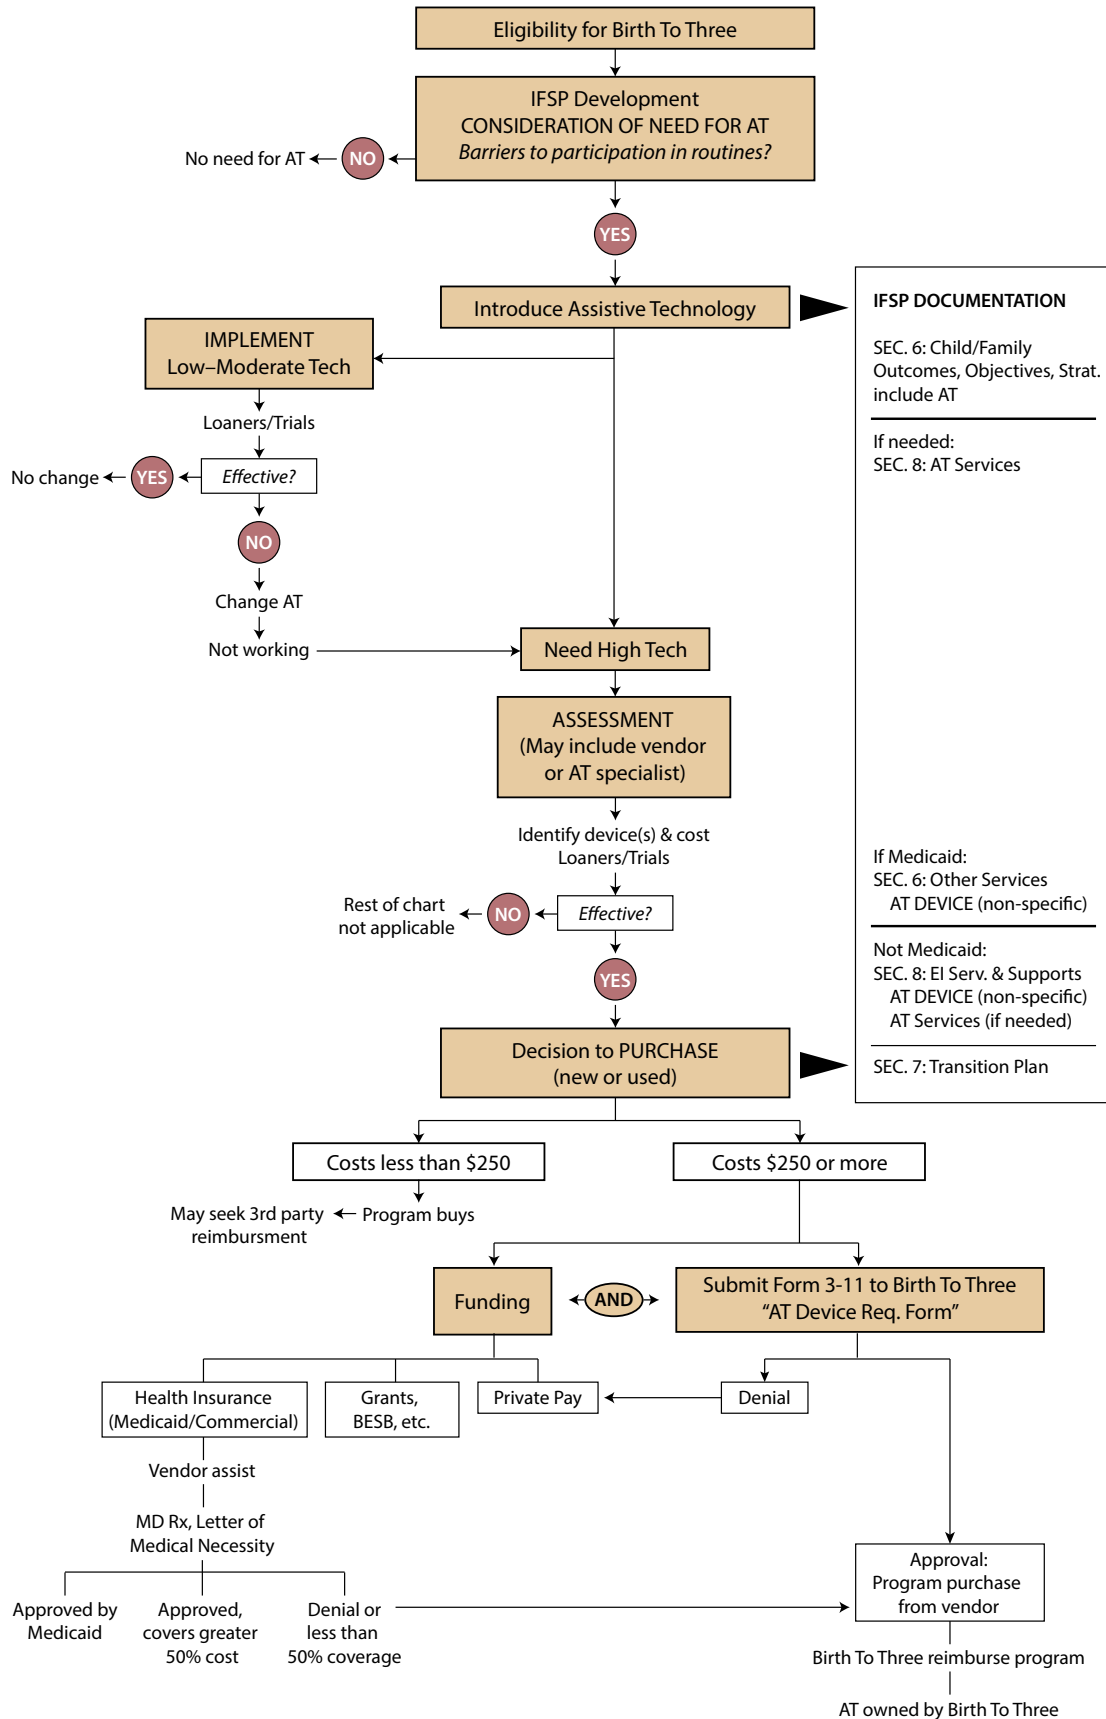 Eligibility for Birth To Three
IFSP Development
CONSIDERATION OF NEED FOR AT
Barriers to participation in routines?
No need for AT
NO
YES
Introduce Assistive Technology
IFSP DOCUMENTATION
SEC. 6: Child/Family
Outcomes, Objectives, Strat.
include AT
If needed:
SEC. 8: AT Services
IMPLEMENT
Low–Moderate Tech
Loaners/Trials
No change
YES
Effective?
NO
Change AT
Not working
Need High Tech
ASSESSMENT
(May include vendor
or AT specialist)
Identify device(s) & cost
Loaners/Trials
Rest of chart
not applicable
NO
Effective?
YES
If Medicaid:
SEC. 6: Other Services
AT DEVICE (non-specific)
Not Medicaid:
SEC. 8: EI Serv. & Supports
AT DEVICE (non-specific)
AT Services (if needed)
SEC. 7: Transition Plan
Decision to PURCHASE
(new or used)
Costs less than $250
Costs $250 or more
May seek 3rd party
reimbursment
Program buys
Funding
AND
Submit Form 3-11 to Birth To Three
“AT Device Req. Form”
Health Insurance
(Medicaid/Commercial)
Grants,
BESB, etc.
Private Pay
Denial
Vendor assist
MD Rx, Letter of
Medical Necessity
Approved by
Medicaid
Approved,
covers greater
50% cost
Denial or
less than
50% coverage
Approval:
Program purchase
from vendor
Birth To Three reimburse program
AT owned by Birth To Three